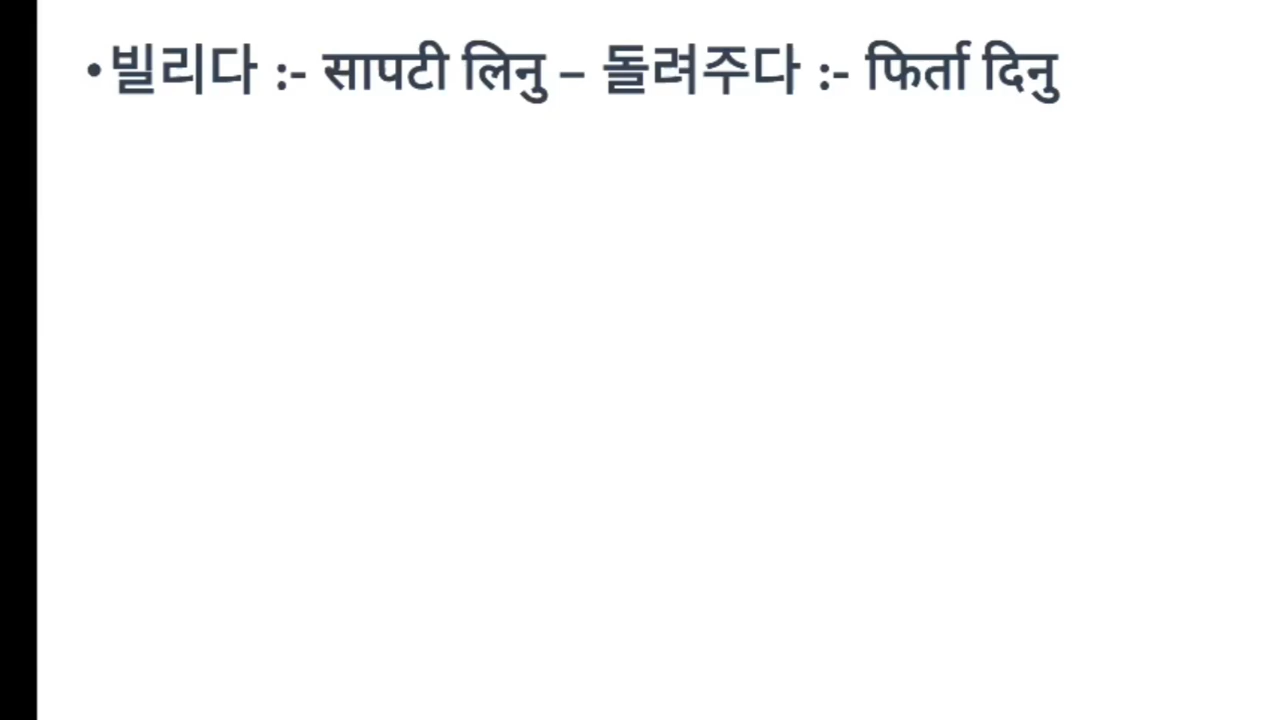 •빌리다 :- सापटी लिनु – 돌려주다 :- फिर्ता दिनु